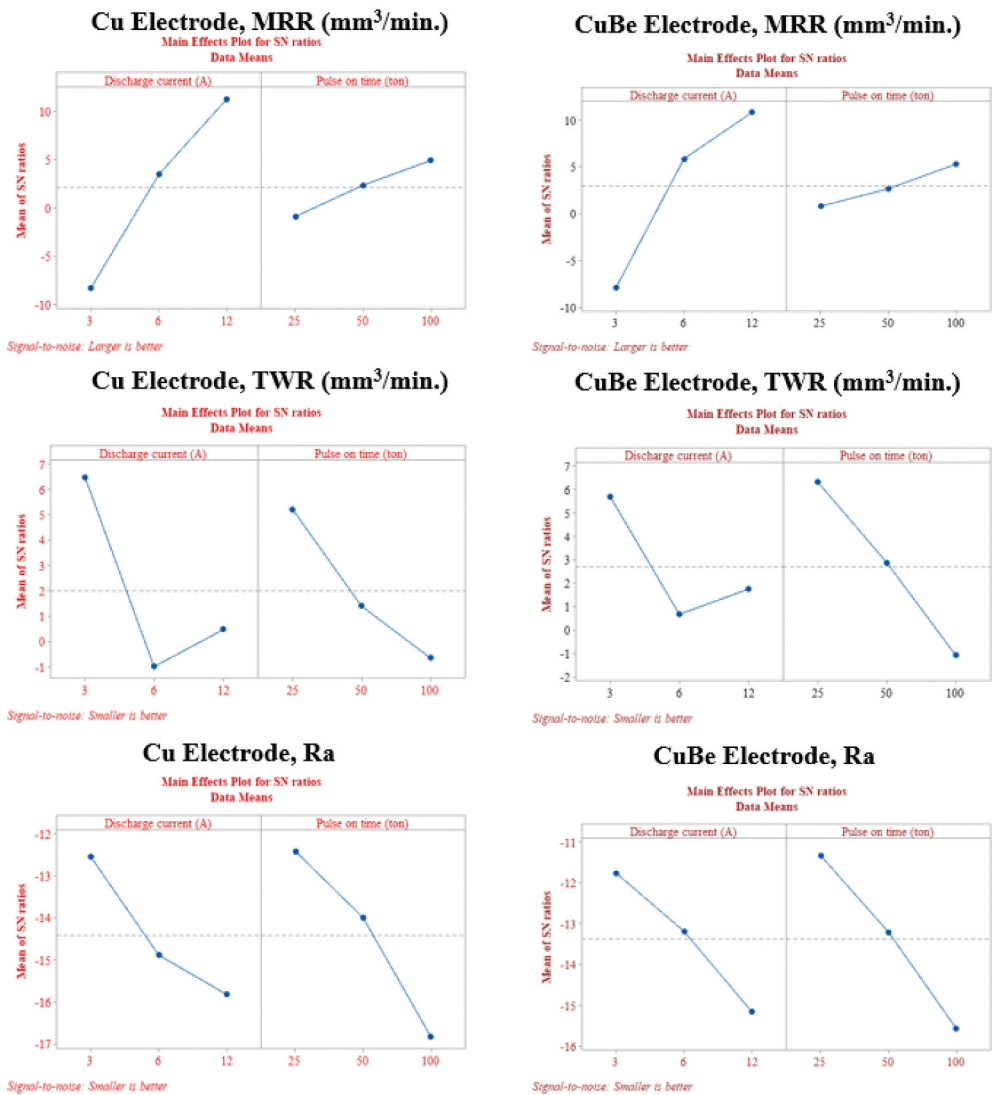 Cu Electrode, MRR (mm³/min.)
Main Effects Plot for SN ratios
Data Means
Discharge current (A) Pulse on time (ton)
Mean of SN ratios
10
5
0
-5
-10
3 6 12 25 50 100
Signal-to-noise: Larger is better
CuBe Electrode, MRR (mm³/min.)
Main Effects Plot for SN ratios
Data Means
Discharge current (A) Pulse on time (ton)
Mean of SN ratios
10
5
0
-5
-10
3 6 12 25 50 100
Signal-to-noise: Larger is better
Cu Electrode, TWR (mm³/min.)
Main Effects Plot for SN ratios
Data Means
Discharge current (A) Pulse on time (ton)
Mean of SN ratios
7
6
5
4
3
2
1
0
-1
3 6 12 25 50 100
Signal-to-noise: Smaller is better
CuBe Electrode, TWR (mm³/min.)
Main Effects Plot for SN ratios
Data Means
Discharge current (A) Pulse on time (ton)
Mean of SN ratios
7
6
5
4
3
2
1
0
-1
-2
3 6 12 25 50 100
Signal-to-noise: Smaller is better
Cu Electrode, Ra
Main Effects Plot for SN ratios
Data Means
Discharge current (A) Pulse on time (ton)
Mean of SN ratios
-12
-13
-14
-15
-16
-17
3 6 12 25 50 100
Signal-to-noise: Smaller is better
CuBe Electrode, Ra
Main Effects Plot for SN ratios
Data Means
Discharge current (A) Pulse on time (ton)
Mean of SN ratios
-11
-12
-13
-14
-15
-16
3 6 12 25 50 100
Signal-to-noise: Smaller is better